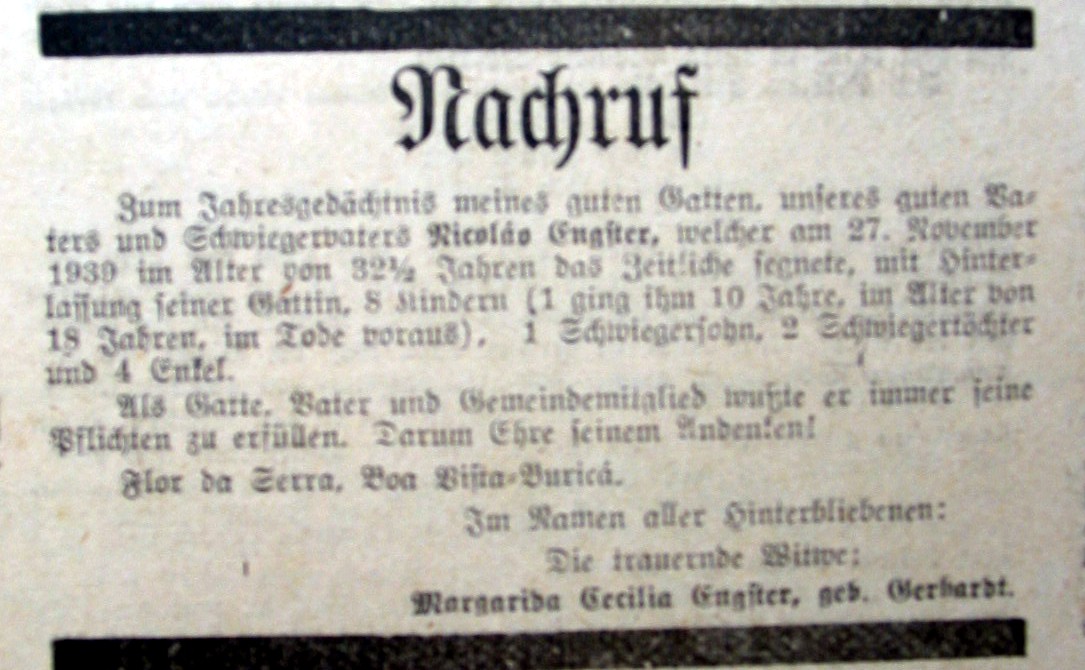 Nachruf
Zum Jahresgedächtnis meines guten Gatten, unseres guten Va-
ters und Schwiegervaters Nicoláo Engster, welcher am 27. November
1939 im Alter von 32½ Jahren das Zeitliche segnete, mit Hinter-
lassung seiner Gattin, 8 Kindern (1 ging ihm 10 Jahre, im Alter von
18 Jahren, im Tode voraus), 1 Schwiegersohn, 2 Schwiegertöchter
und 4 Enkel.
Als Gatte, Vater und Gemeindemitglied wußte er immer seine
Pflichten zu erfüllen. Darum Ehre seinem Andenken!
Flor da Serra, Boa Vista-Buricá.
Im Namen aller Hinterbliebenen:
Die trauernde Witwe:
Margarida Cecilia Engster, geb. Gerhardt.